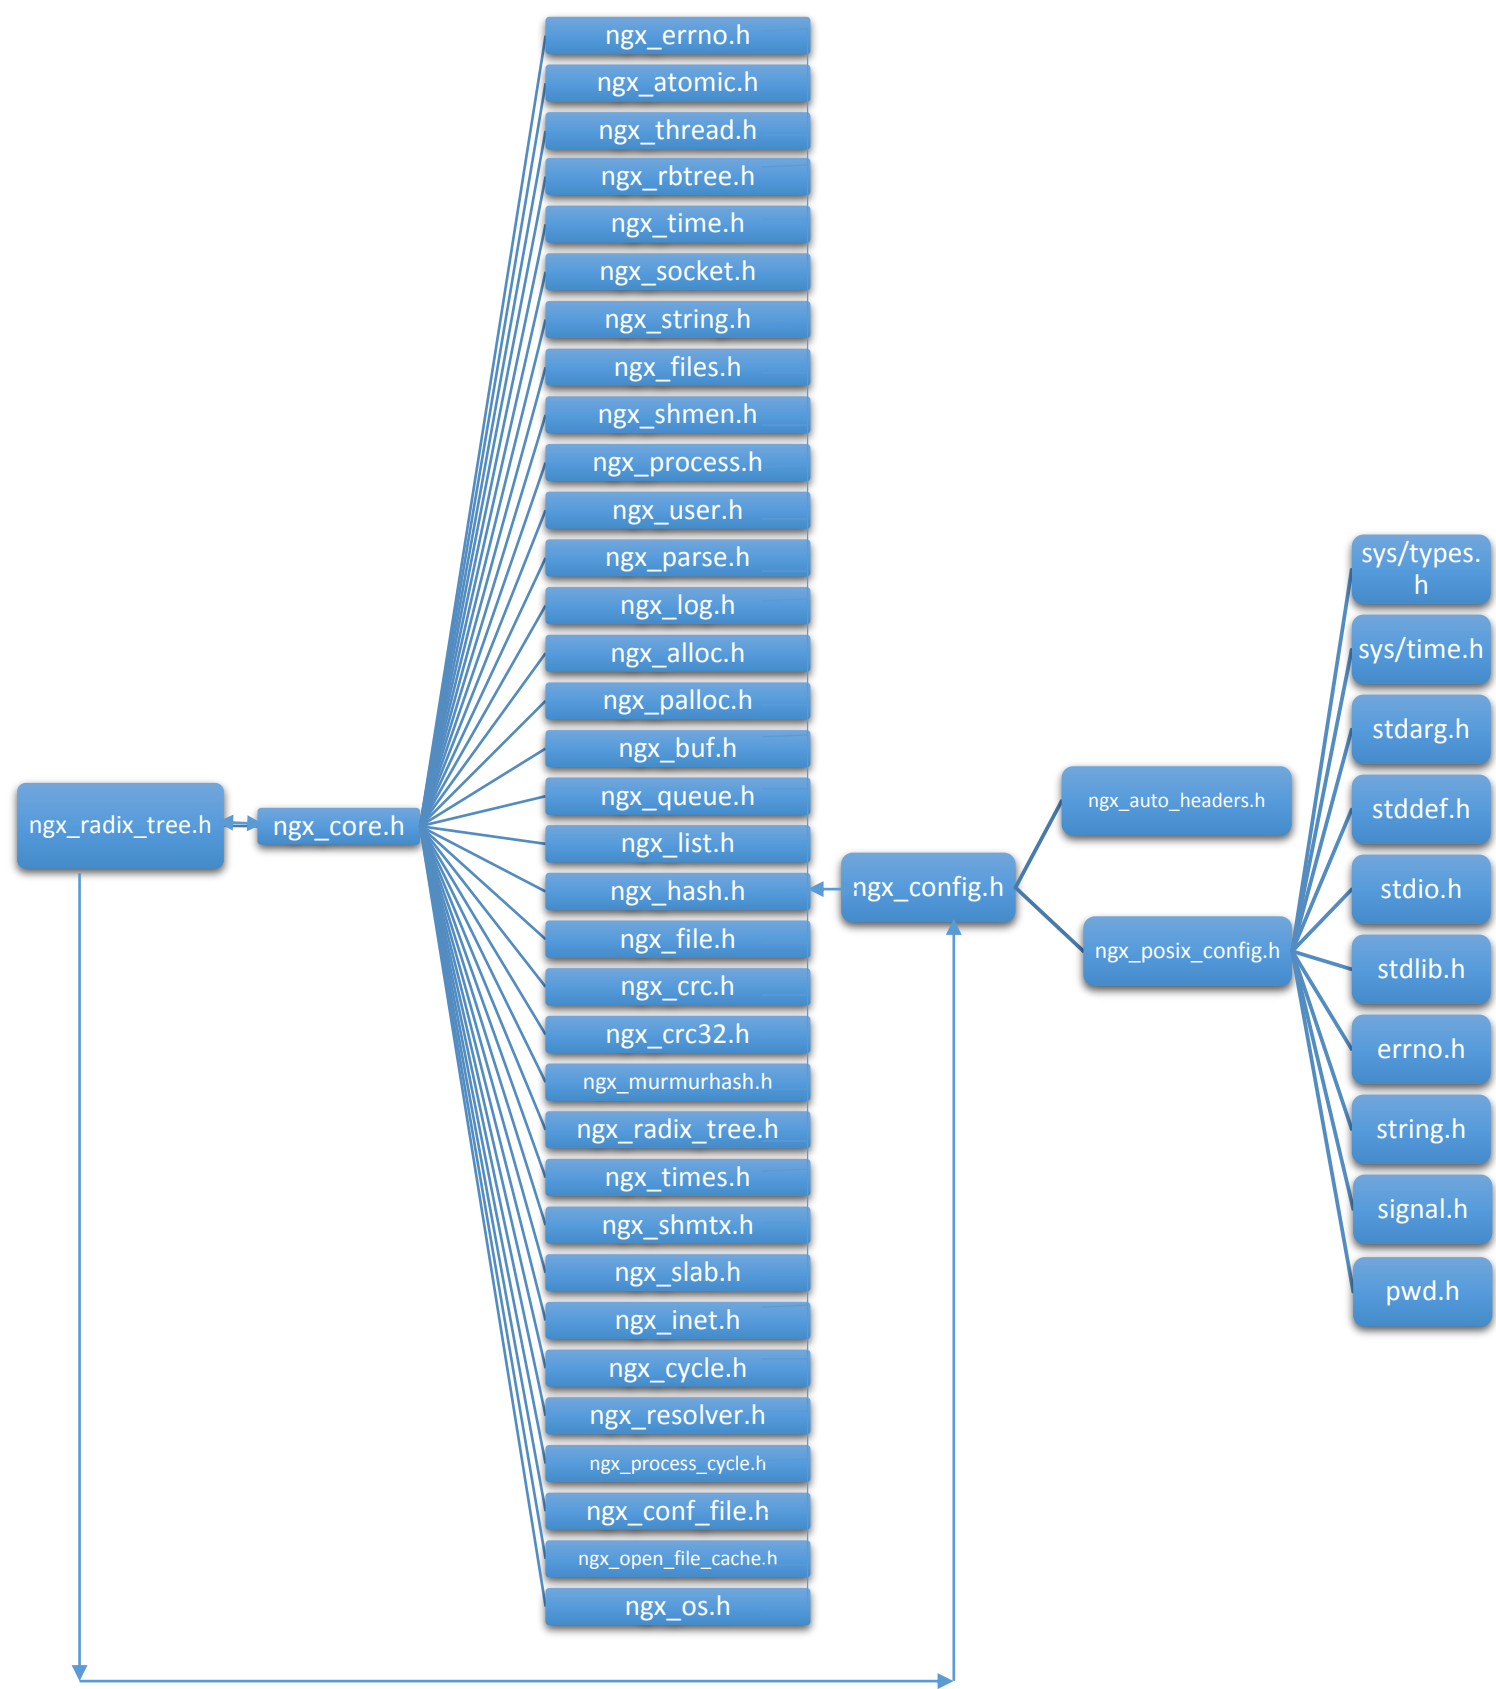 ngx_radix_tree.h
ngx_core.h
ngx_errno.h
ngx_atomic.h
ngx_thread.h
ngx_rbtree.h
ngx_time.h
ngx_socket.h
ngx_string.h
ngx_files.h
ngx_shmen.h
ngx_process.h
ngx_user.h
ngx_parse.h
ngx_log.h
ngx_alloc.h
ngx_palloc.h
ngx_buf.h
ngx_queue.h
ngx_list.h
ngx_hash.h
ngx_file.h
ngx_crc.h
ngx_crc32.h
ngx_murmurhash.h
ngx_radix_tree.h
ngx_times.h
ngx_shmtx.h
ngx_slab.h
ngx_inet.h
ngx_cycle.h
ngx_resolver.h
ngx_process_cycle.h
ngx_conf_file.h
ngx_open_file_cache.h
ngx_os.h
ngx_config.h
ngx_auto_headers.h
ngx_posix_config.h
sys/types.
h
sys/time.h
stdarg.h
stddef.h
stdio.h
stdlib.h
errno.h
string.h
signal.h
pwd.h